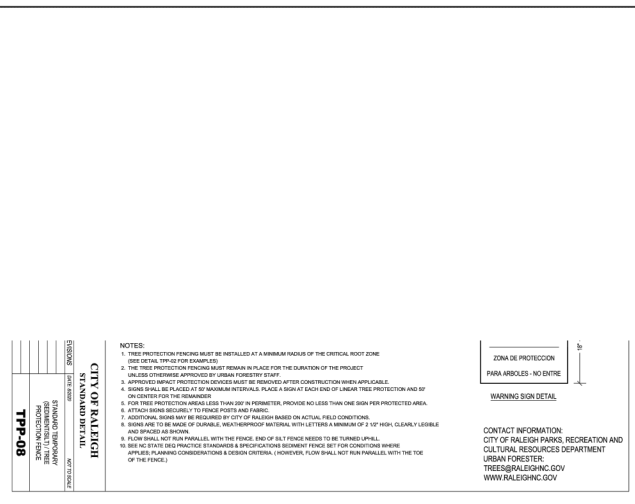 NOTES:
1. TREE PROTECTION FENCING MUST BE INSTALLED AT A MINIMUM RADIUS OF THE CRITICAL ROOT ZONE
(SEE DETAIL TPP-02 FOR EXAMPLES)
2. THE TREE PROTECTION FENCING MUST REMAIN IN PLACE FOR THE DURATION OF THE PROJECT
UNLESS OTHERWISE APPROVED BY URBAN FORESTRY STAFF.
3. APPROVED IMPACT PROTECTION DEVICES MUST BE REMOVED AFTER CONSTRUCTION WHEN APPLICABLE.
4. SIGNS SHALL BE PLACED AT 50' MAXIMUM INTERVALS. PLACE A SIGN AT EACH END OF LINEAR TREE PROTECTION AND 50'
ON CENTER FOR THE REMAINDER
5. FOR TREE PROTECTION AREAS LESS THAN 200' IN PERIMETER, PROVIDE NO LESS THAN ONE SIGN PER PROTECTED AREA.
6. ATTACH SIGNS SECURELY TO FENCE POSTS AND FABRIC.
7. ADDITIONAL SIGNS MAY BE REQUIRED BY CITY OF RALEIGH BASED ON ACTUAL FIELD CONDITIONS.
8. SIGNS ARE TO BE MADE OF DURABLE, WEATHERPROOF MATERIAL WITH LETTERS A MINIMUM OF 2 1/2" HIGH, CLEARLY LEGIBLE
AND SPACED AS SHOWN.
9. FLOW SHALL NOT RUN PARALLEL WITH THE FENCE. END OF SILT FENCE NEEDS TO BE TURNED UPHILL.
10. SEE NC STATE DEQ PRACTICE STANDARDS & SPECIFICATIONS SEDIMENT FENCE SET FOR CONDITIONS WHERE
APPLIES; PLANNING CONSIDERATIONS & DESIGN CRITERIA. ( HOWEVER, FLOW SHALL NOT RUN PARALLEL WITH THE TOE
OF THE FENCE.)
ZONA DE PROTECCION
PARA ARBOLES - NO ENTRE
WARNING SIGN DETAIL
CONTACT INFORMATION:
CITY OF RALEIGH PARKS, RECREATION AND
CULTURAL RESOURCES DEPARTMENT
URBAN FORESTER:
TREES@RALEIGHNC.GOV
WWW.RALEIGHNC.GOV
CITY OF RALEIGH
STANDARD DETAIL
EVISIONS
NOT TO SCALE
STANDARD TEMPORARY
(SEDIMENT/SILT)/ TREE
PROTECTION FENCE
TPP-08